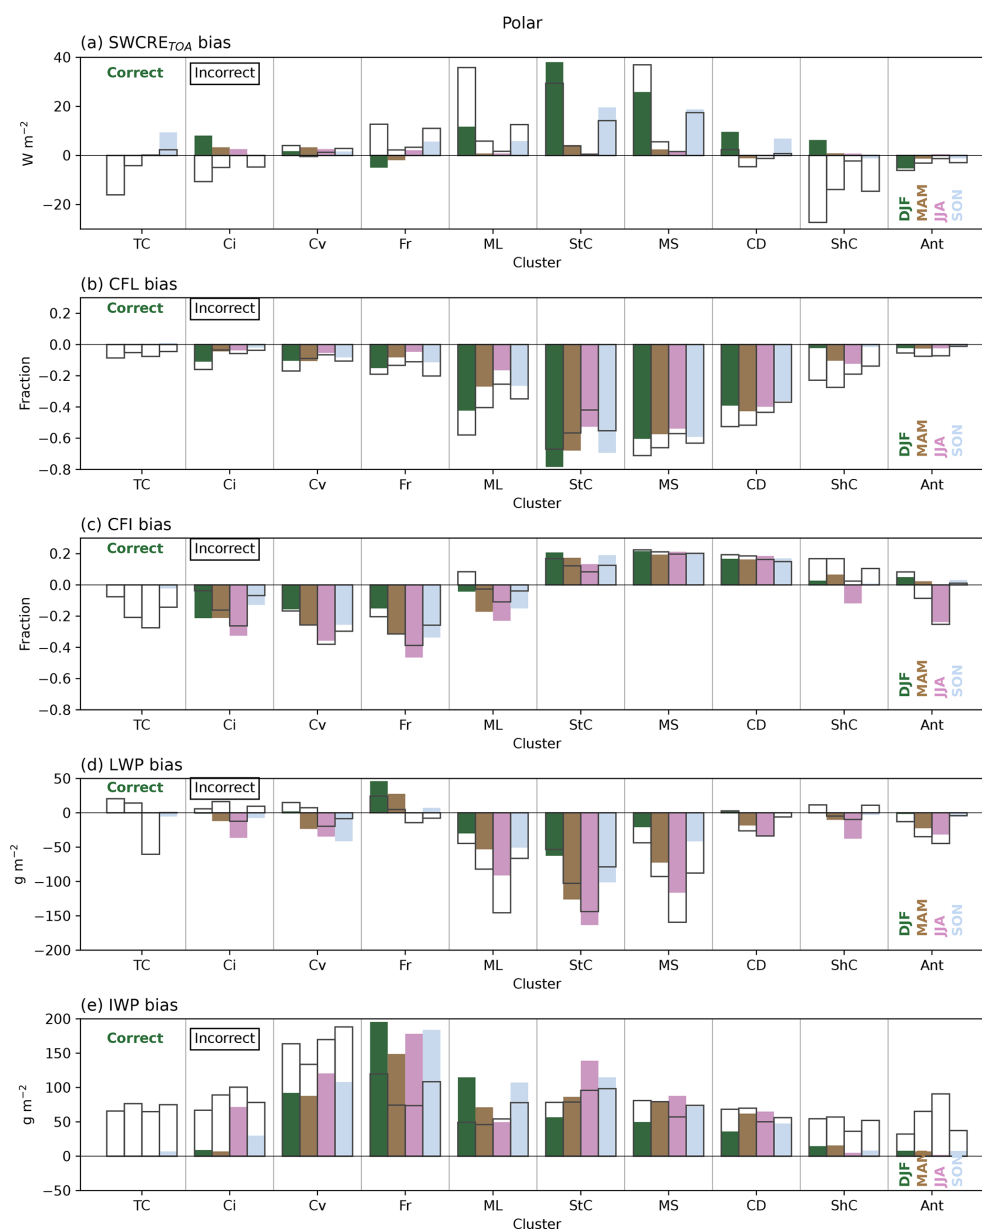 Polar
(a) SWCRE_TOA bias
Correct Incorrect
40
20
0
−20
W m⁻²
DJF
MAM
JJA
SON
TC Ci Cv Fr ML StC MS CD ShC Ant
Cluster
(b) CFL bias
Correct Incorrect
0.2
0.0
−0.2
−0.4
−0.6
−0.8
Fraction
DJF
MAM
JJA
SON
TC Ci Cv Fr ML StC MS CD ShC Ant
Cluster
(c) CFI bias
Correct Incorrect
0.2
0.0
−0.2
−0.4
−0.6
−0.8
Fraction
DJF
MAM
JJA
SON
TC Ci Cv Fr ML StC MS CD ShC Ant
Cluster
(d) LWP bias
Correct Incorrect
50
0
−50
−100
−150
−200
g m⁻²
DJF
MAM
JJA
SON
TC Ci Cv Fr ML StC MS CD ShC Ant
Cluster
(e) IWP bias
Correct Incorrect
200
150
100
50
0
−50
g m⁻²
DJF
MAM
JJA
SON
TC Ci Cv Fr ML StC MS CD ShC Ant
Cluster